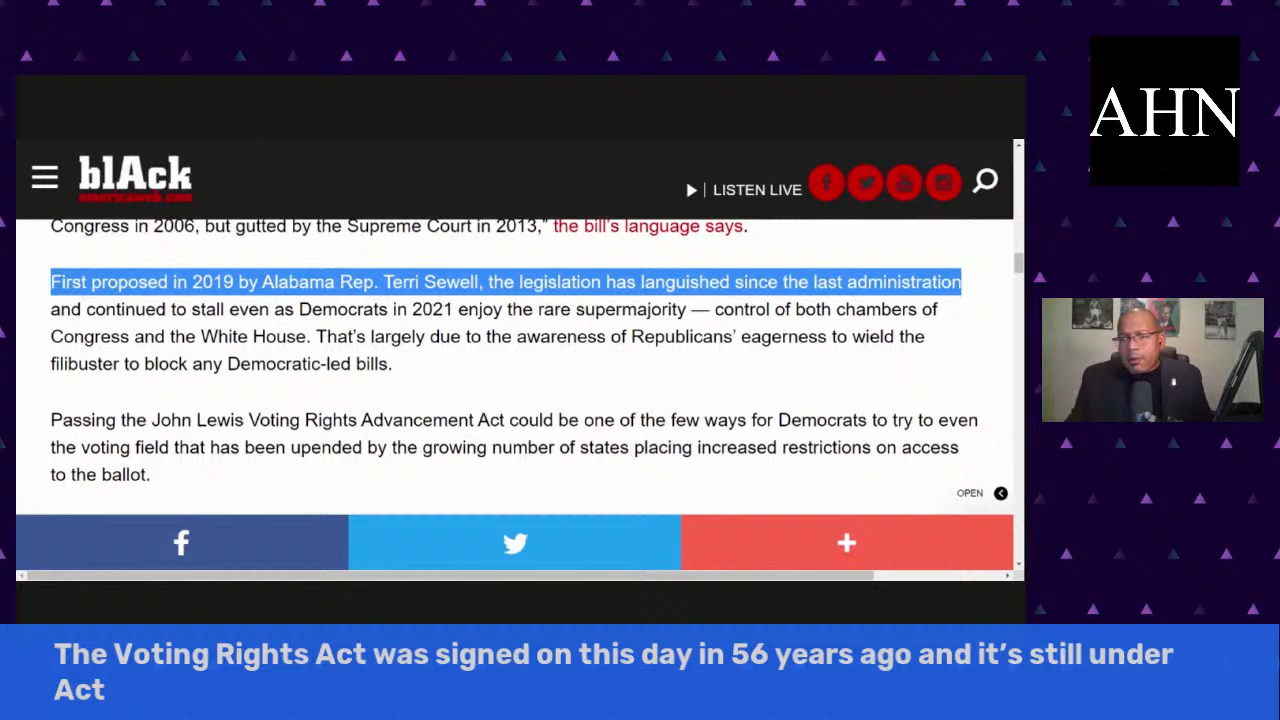 AHN
blAck
americaweb.com
LISTEN LIVE
Congress in 2006, but gutted by the Supreme Court in 2013,” the bill’s language says.
First proposed in 2019 by Alabama Rep. Terri Sewell, the legislation has languished since the last administration
and continued to stall even as Democrats in 2021 enjoy the rare supermajority — control of both chambers of
Congress and the White House. That’s largely due to the awareness of Republicans’ eagerness to wield the
filibuster to block any Democratic-led bills.
Passing the John Lewis Voting Rights Advancement Act could be one of the few ways for Democrats to try to even
the voting field that has been upended by the growing number of states placing increased restrictions on access
to the ballot.
OPEN
The Voting Rights Act was signed on this day in 56 years ago and it’s still under
Act